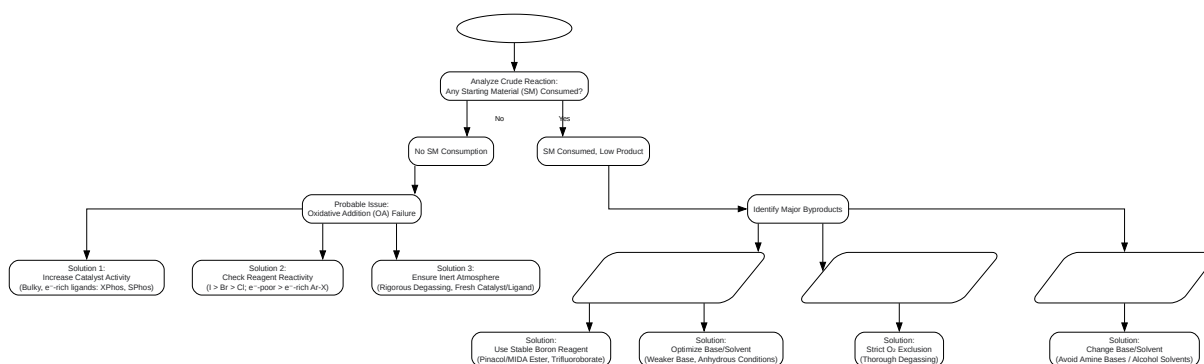 Analyze Crude Reaction:
Any Starting Material (SM) Consumed?
No
Yes
No SM Consumption
SM Consumed, Low Product
Probable Issue:
Oxidative Addition (OA) Failure
Identify Major Byproducts
Solution 1:
Increase Catalyst Activity
(Bulky, e⁻-rich ligands: XPhos, SPhos)
Solution 2:
Check Reagent Reactivity
(I > Br > Cl; e⁻-poor > e⁻-rich Ar-X)
Solution 3:
Ensure Inert Atmosphere
(Rigorous Degassing, Fresh Catalyst/Ligand)
Solution:
Use Stable Boron Reagent
(Pinacol/MIDA Ester, Trifluoroborate)
Solution:
Optimize Base/Solvent
(Weaker Base, Anhydrous Conditions)
Solution:
Strict O₂ Exclusion
(Thorough Degassing)
Solution:
Change Base/Solvent
(Avoid Amine Bases / Alcohol Solvents)